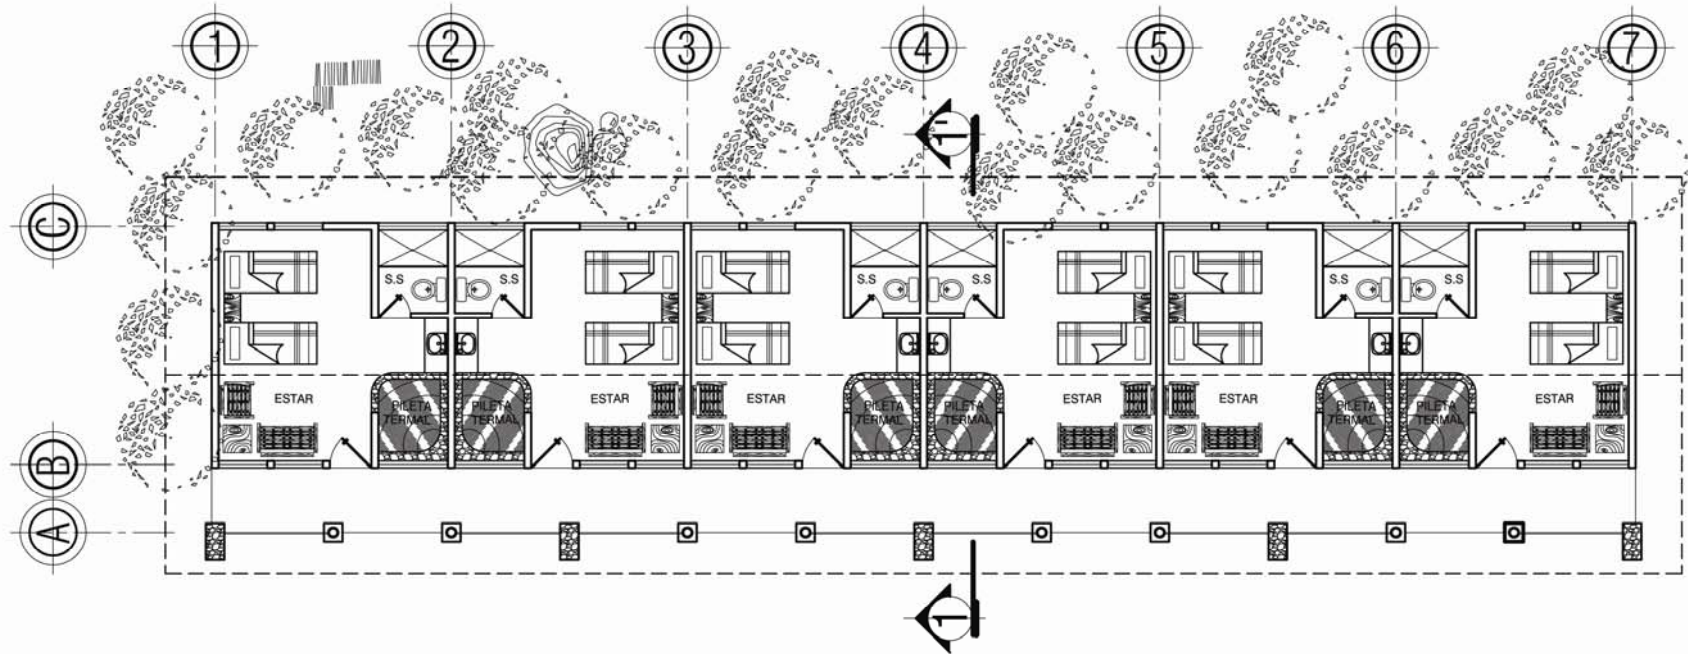 1 2 3 4 5 6 7
1
C
S.S S.S S.S S.S S.S S.S
ESTAR PILETA PILETA ESTAR ESTAR PILETA PILETA ESTAR ESTAR PILETA PILETA ESTAR
TERMAL TERMAL TERMAL TERMAL TERMAL TERMAL
B
A
1